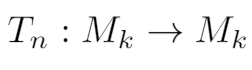 $T_n : M_k \to M_k$